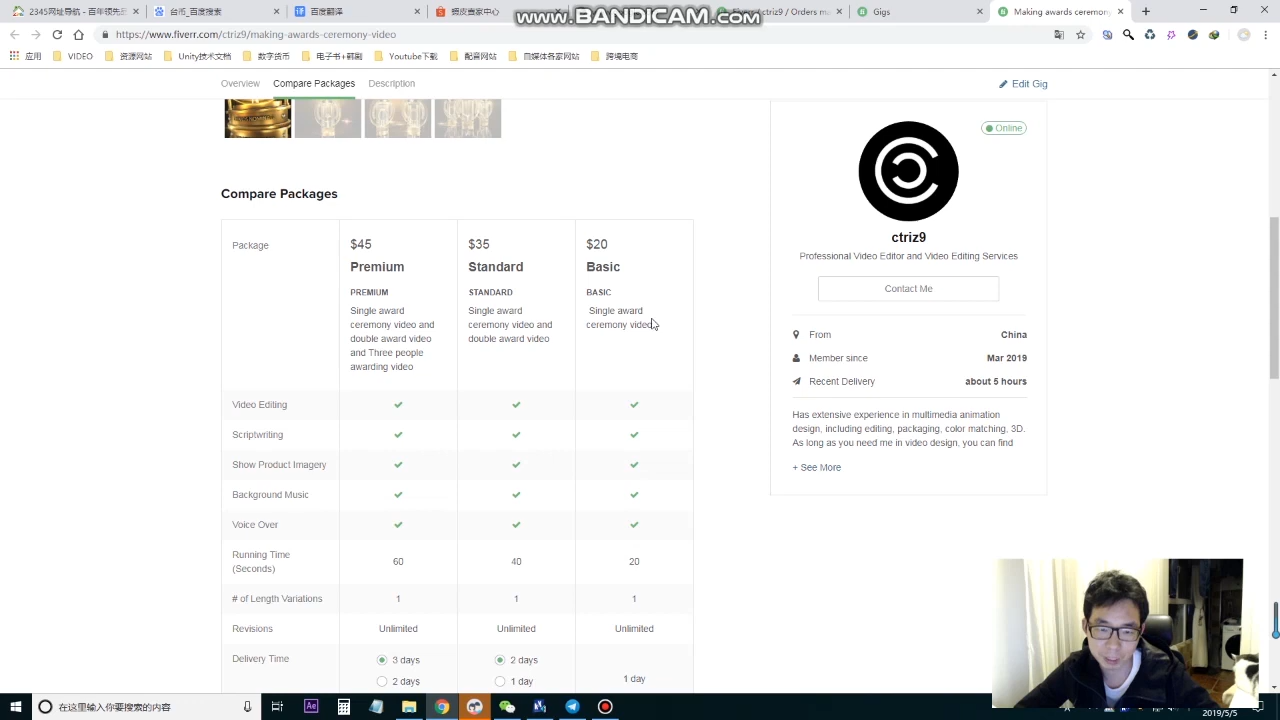 2345网址导航 - 百年领先
百度_百度
蝉皮查家中心
www.BANDICAM.com
Gigs
https://www.fiverr.com/ctriz9/making-awards-ceremony-video
应用
VIDEO
资源网站
Unity技术文档
数字货币
电子书+韩剧
Youtube下载
配音网站
自媒体各家网站
跨境电商
Overview
Compare Packages
Description
Edit Gig
Online
Compare Packages
ctriz9
Professional Video Editor and Video Editing Services
Contact Me
Package
$45
$35
$20
Premium
Standard
Basic
PREMIUM
STANDARD
BASIC
Single award
ceremony video and
double award video
and Three people
awarding video
Single award
ceremony video and
double award video
Single award
ceremony video
From
China
Member since
Mar 2019
Recent Delivery
about 5 hours
Has extensive experience in multimedia animation
design, including editing, packaging, color matching, 3D.
As long as you need me in video design, you can find
+ See More
Video Editing
Scriptwriting
Show Product Imagery
Background Music
Voice Over
Running Time
(Seconds)
60
40
20
# of Length Variations
1
1
1
Revisions
Unlimited
Unlimited
Unlimited
Delivery Time
3 days
2 days
2 days
1 day
1 day
在这里输入你要搜索的内容
2019/5/5